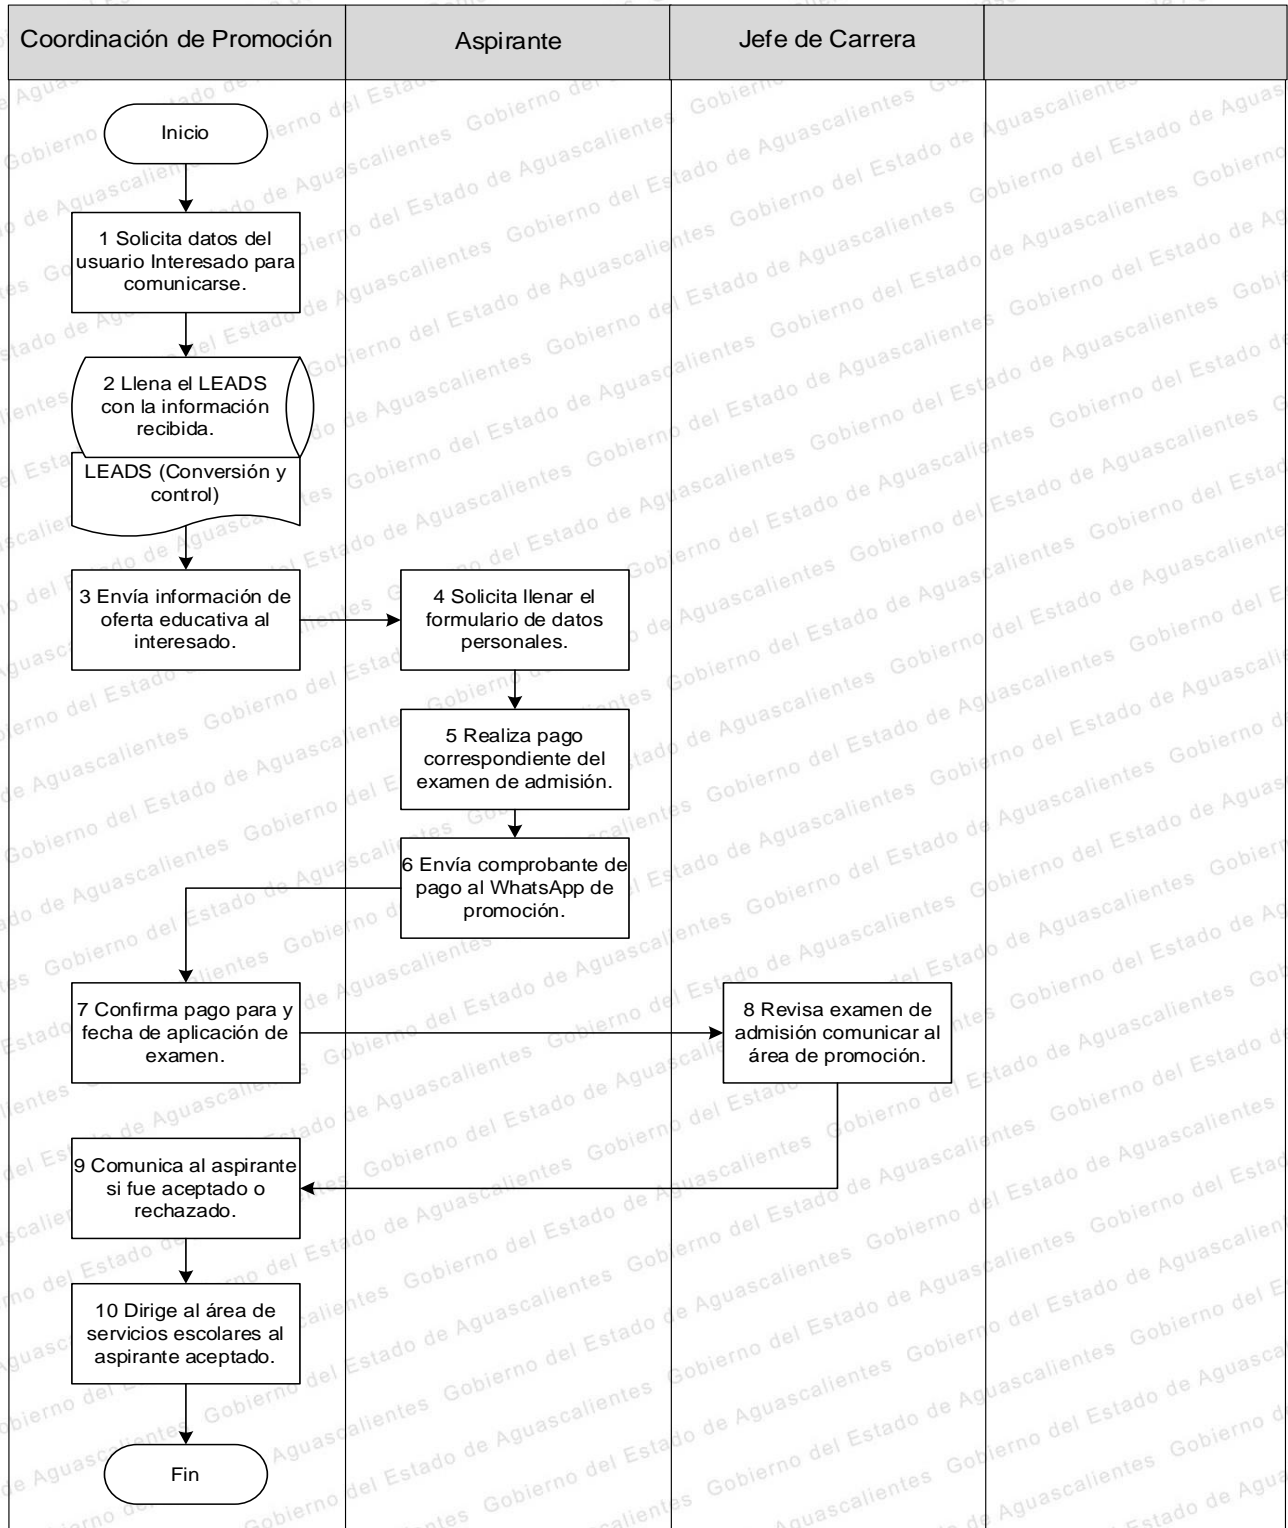 Coordinación de Promoción
Aspirante
Jefe de Carrera
Inicio
1 Solicita datos del
usuario Interesado para
comunicarse.
2 Llena el LEADS
con la información
recibida.
LEADS (Conversión y
control)
3 Envía información de
oferta educativa al
interesado.
4 Solicita llenar el
formulario de datos
personales.
5 Realiza pago
correspondiente del
examen de admisión.
6 Envía comprobante de
pago al WhatsApp de
promoción.
7 Confirma pago para y
fecha de aplicación de
examen.
8 Revisa examen de
admisión comunicar al
área de promoción.
9 Comunica al aspirante
si fue aceptado o
rechazado.
10 Dirige al área de
servicios escolares al
aspirante aceptado.
Fin
Gobierno del Estado de Aguascalientes